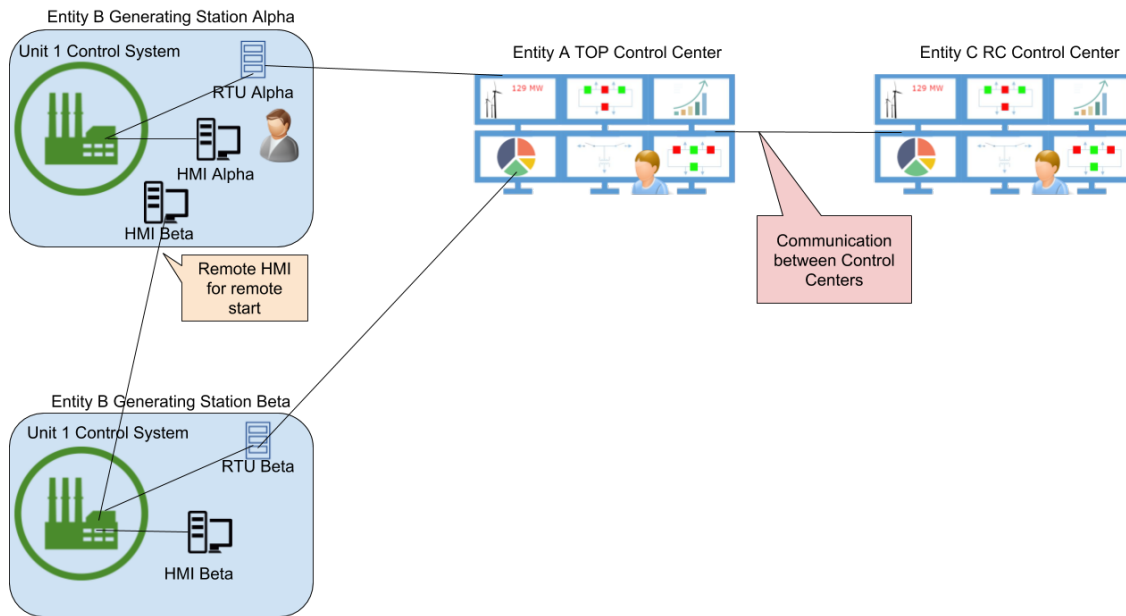 Entity B Generating Station Alpha
Unit 1 Control System
RTU Alpha
HMI Alpha
HMI Beta
Remote HMI
for remote
start
Entity A TOP Control Center
129 MW
Entity C RC Control Center
129 MW
Communication
between Control
Centers
Entity B Generating Station Beta
Unit 1 Control System
RTU Beta
HMI Beta